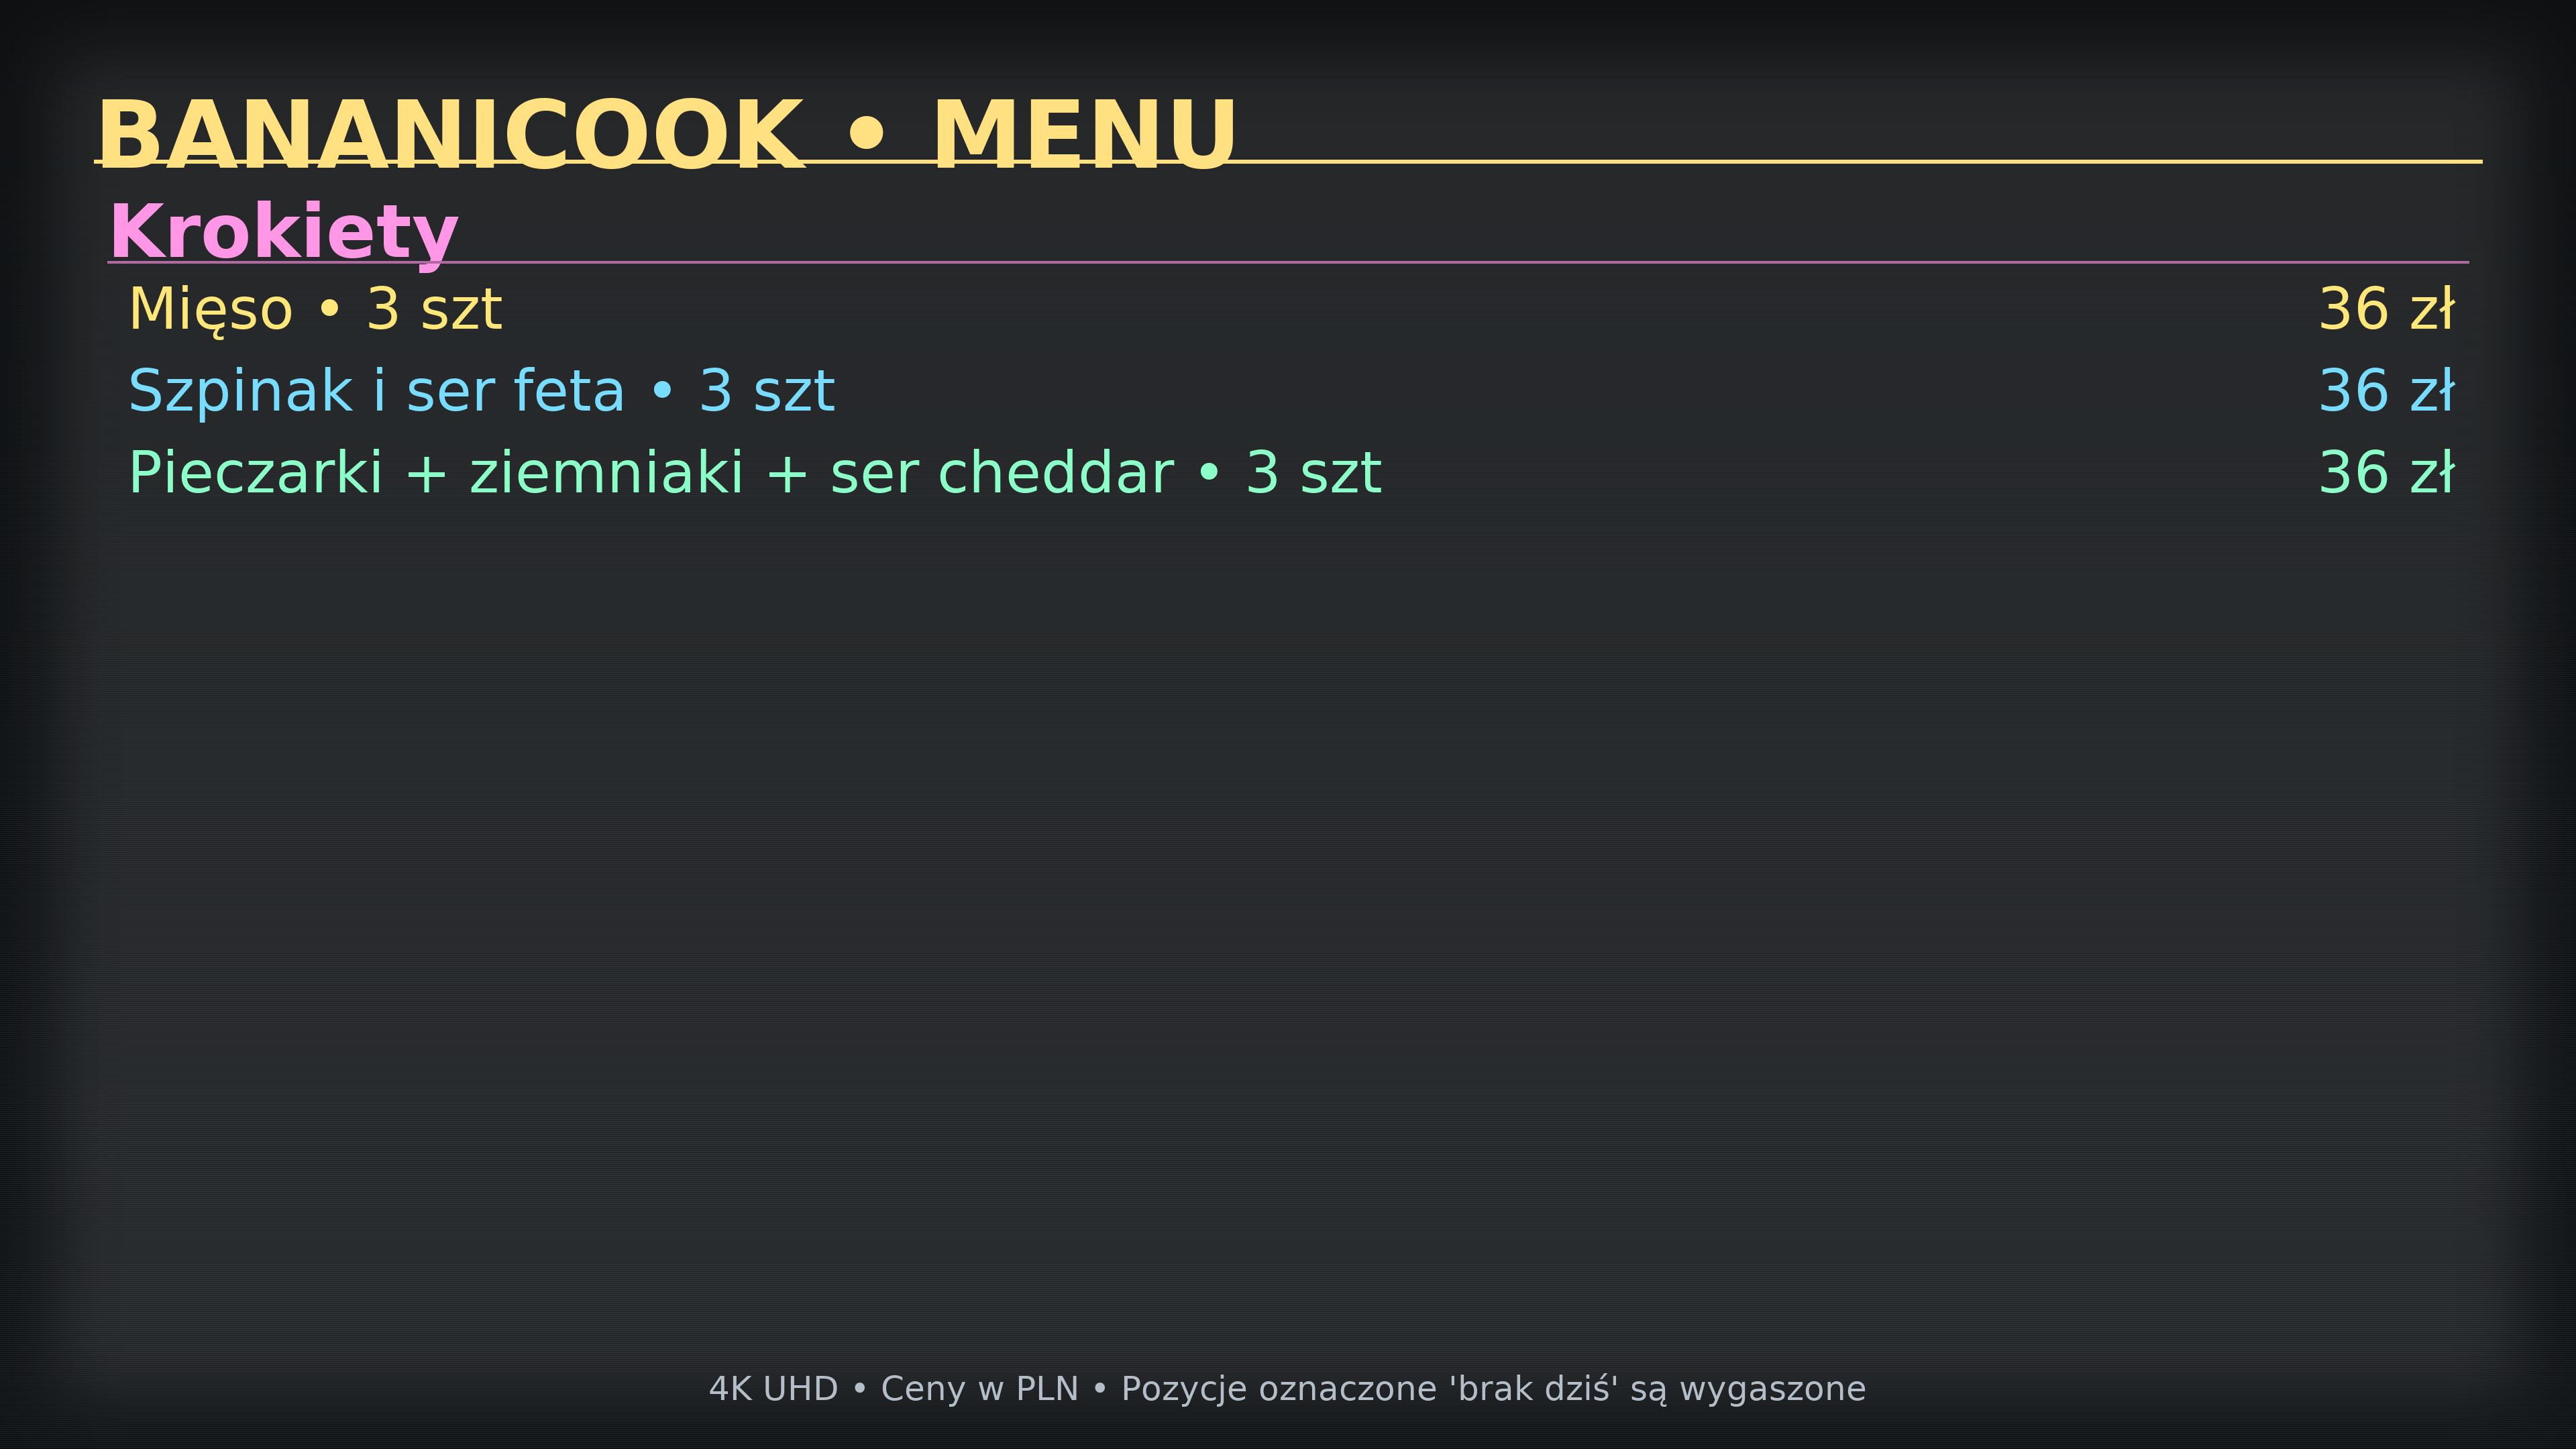 BANANICOOK • MENU
Krokiety
Mięso • 3 szt 36 zł
Szpinak i ser feta • 3 szt 36 zł
Pieczarki + ziemniaki + ser cheddar • 3 szt 36 zł
4K UHD • Ceny w PLN • Pozycje oznaczone 'brak dziś' są wygaszone